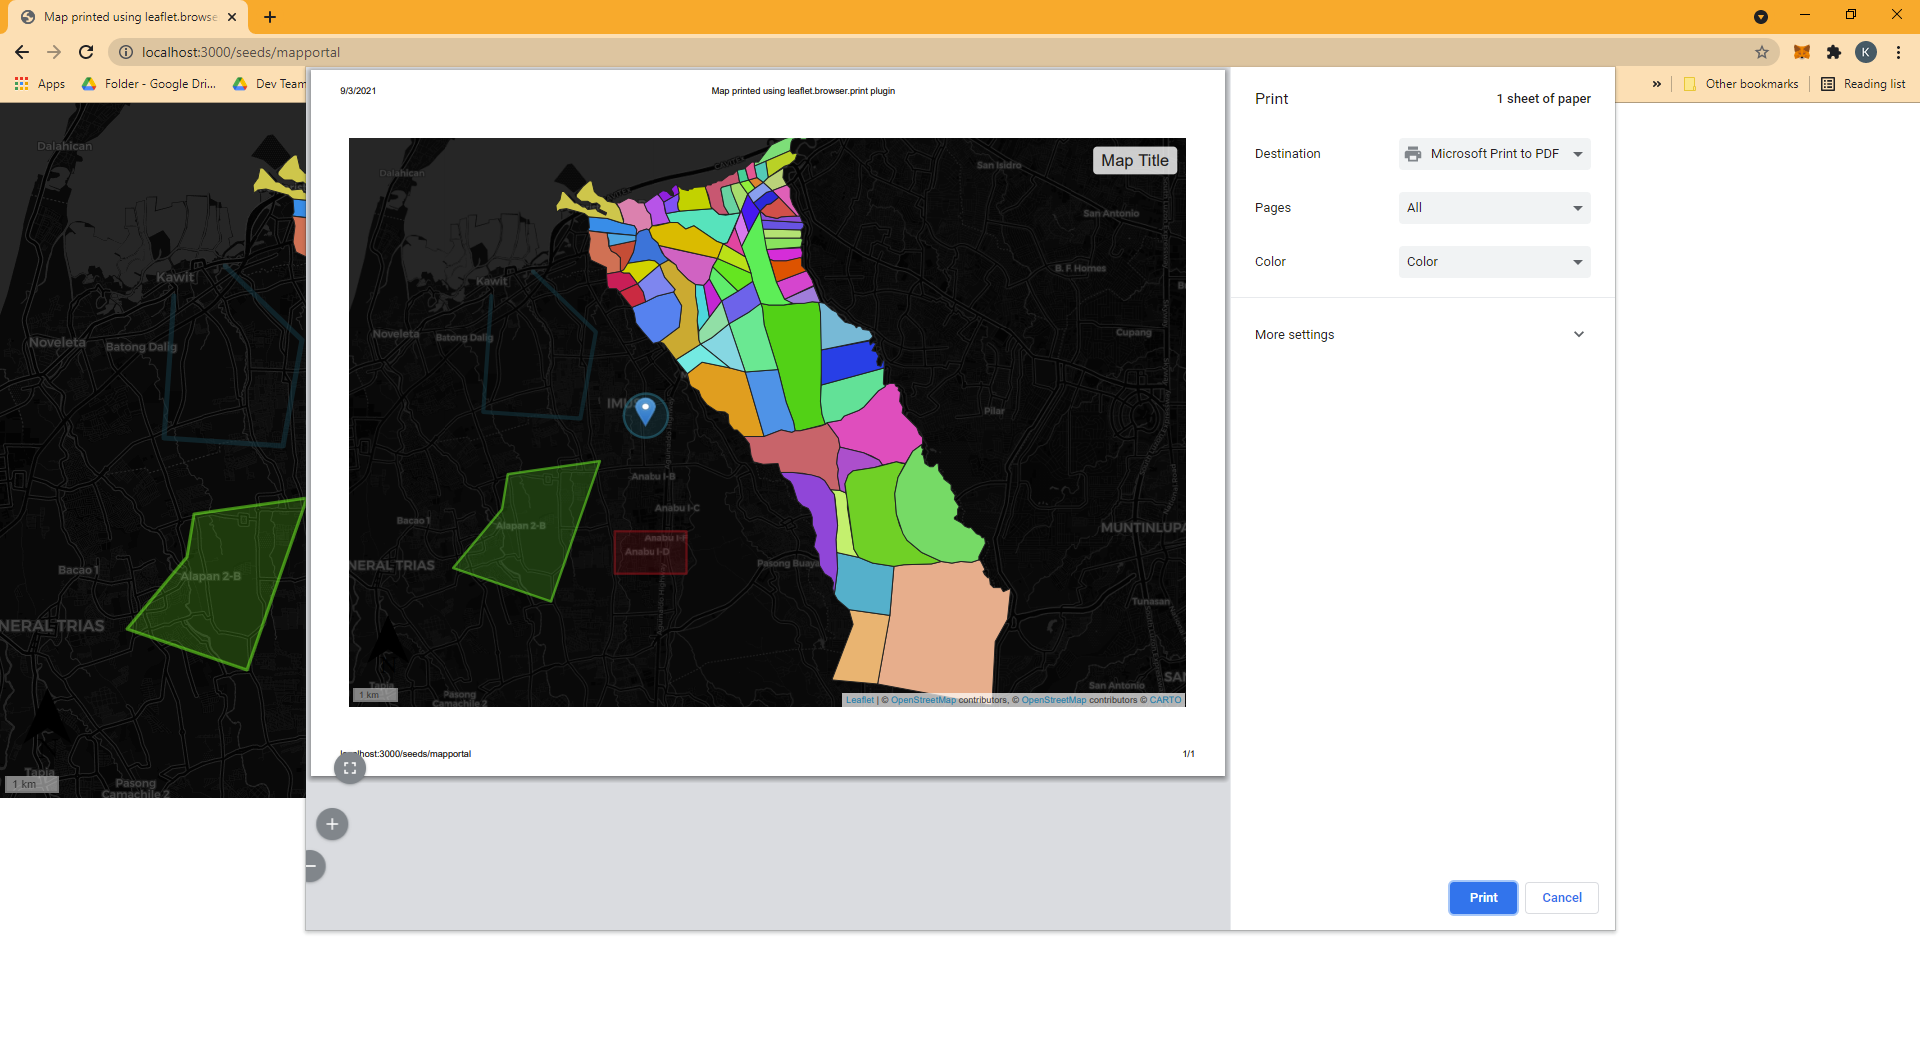 Map printed using leaflet.browse
localhost:3000/seeds/mapportal
K
Apps
Folder - Google Dri...
Dev Team
»
Other bookmarks
Reading list
Dalahican
Kawit
Noveleta
Batong Dalig
Bacao 1
Alapan 2-B
NERAL TRIAS
Tapia
Pasong
Camachile 2
1 km
9/3/2021
Map printed using leaflet.browser.print plugin
Map Title
Dalahican
San Isidro
San Antonio
B. F Homes
Kawit
Noveleta
Batong Dalig
Cupang
IMUS
Pilar
Anabu I-B
Anabu I-C
Bacao 1
Alapan 2-B
Anabu I-F
Anabu I-D
MUNTINLUPA
NERAL TRIAS
Pasong Buaya
Tunasan
Tapia
Pasong
Camachile 2
San Antonio
SA
1 km
Leaflet | © OpenStreetMap contributors, © OpenStreetMap contributors © CARTO
localhost:3000/seeds/mapportal
1/1
Print
1 sheet of paper
Destination
Microsoft Print to PDF
Pages
All
Color
Color
More settings
Print
Cancel